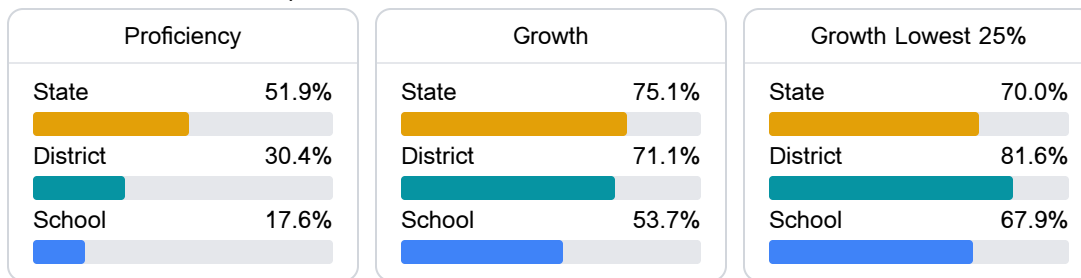 Proficiency
State 51.9%
District 30.4%
School 17.6%
Growth
State 75.1%
District 71.1%
School 53.7%
Growth Lowest 25%
State 70.0%
District 81.6%
School 67.9%